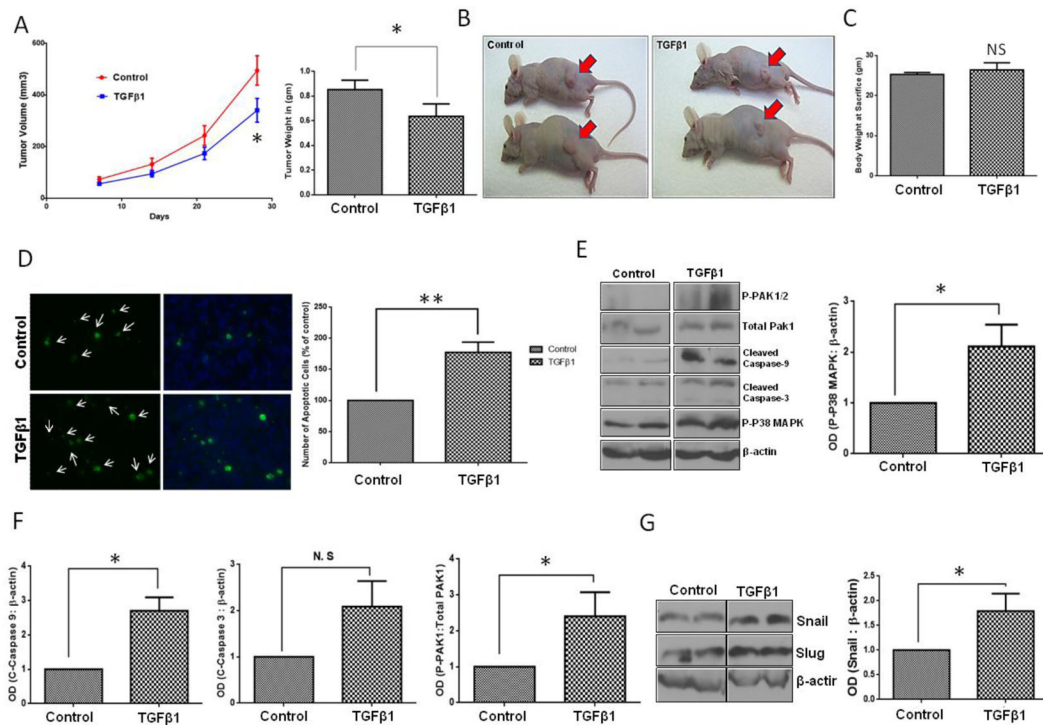 A
Tumor Volume (mm3)
600
400
200
0
0
10
20
30
40
Days
Control
TGFβ1
*
*
Tumor Weight in (gm)
1.0
0.8
0.6
0.4
0.2
0.0
Control
TGFβ1
B
Control
TGFβ1
C
Body Weight at Sacrifice (gm)
30
20
10
0
NS
Control
TGFβ1
D
Control
TGFβ1
Number of Apoptotic Cells (% of control)
250
200
150
100
50
0
**
Control
TGFβ1
Control
TGFβ1
E
Control
TGFβ1
P-PAK1/2
Total Pak1
Cleaved
Caspase-9
Cleaved
Caspase-3
P-P38 MAPK
β-actin
OD (P-P38 MAPK: β-actin)
3
2
1
0
*
Control
TGFβ1
F
OD (C-Caspase 9: β-actin)
4
3
2
1
0
*
Control
TGFβ1
OD (C-Caspase 3 : β-actin)
4
3
2
1
0
N. S
Control
TGFβ1
OD (P-PAK1:Total PAK1)
4
3
2
1
0
*
Control
TGFβ1
G
Control
TGFβ1
Snail
Slug
β-actir
OD (Snail : β-actin)
2.5
2.0
1.5
1.0
0.5
0.0
*
Control
TGFβ1